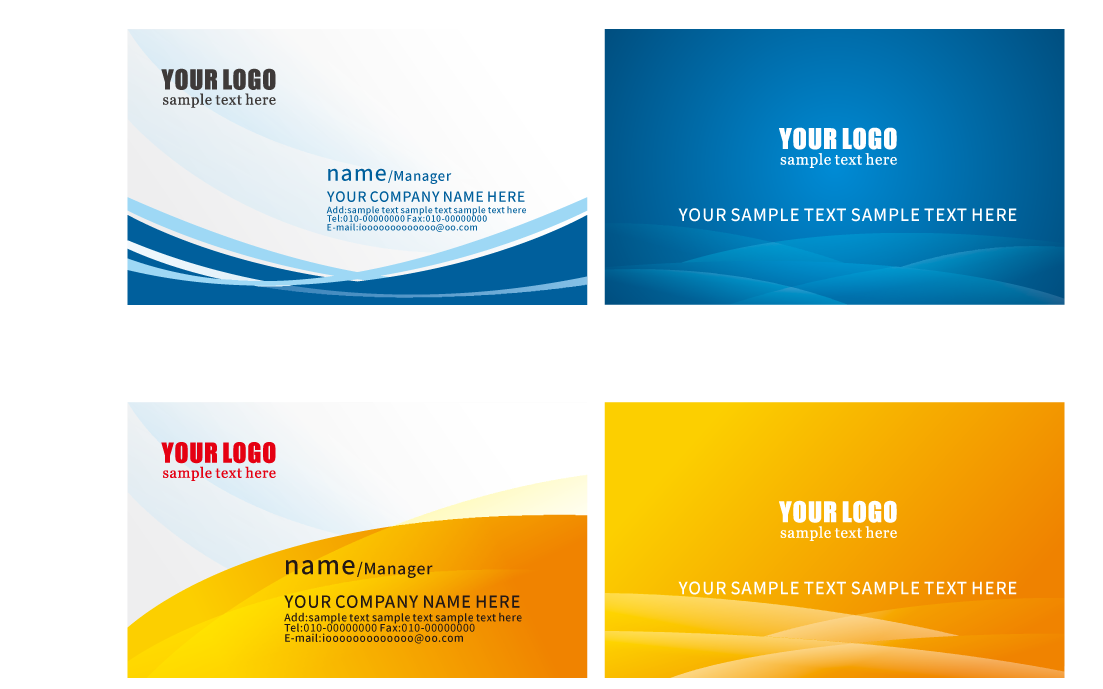 YOUR LOGO
sample text here
name/Manager
YOUR COMPANY NAME HERE
Add:sample text sample text sample text here
Tel:010-00000000 Fax:010-00000000
E-mail:iooooooooooooo@oo.com
YOUR LOGO
sample text here
YOUR SAMPLE TEXT SAMPLE TEXT HERE
YOUR LOGO
sample text here
name/Manager
YOUR COMPANY NAME HERE
Add:sample text sample text sample text here
Tel:010-00000000 Fax:010-00000000
E-mail:iooooooooooooo@oo.com
YOUR LOGO
sample text here
YOUR SAMPLE TEXT SAMPLE TEXT HERE